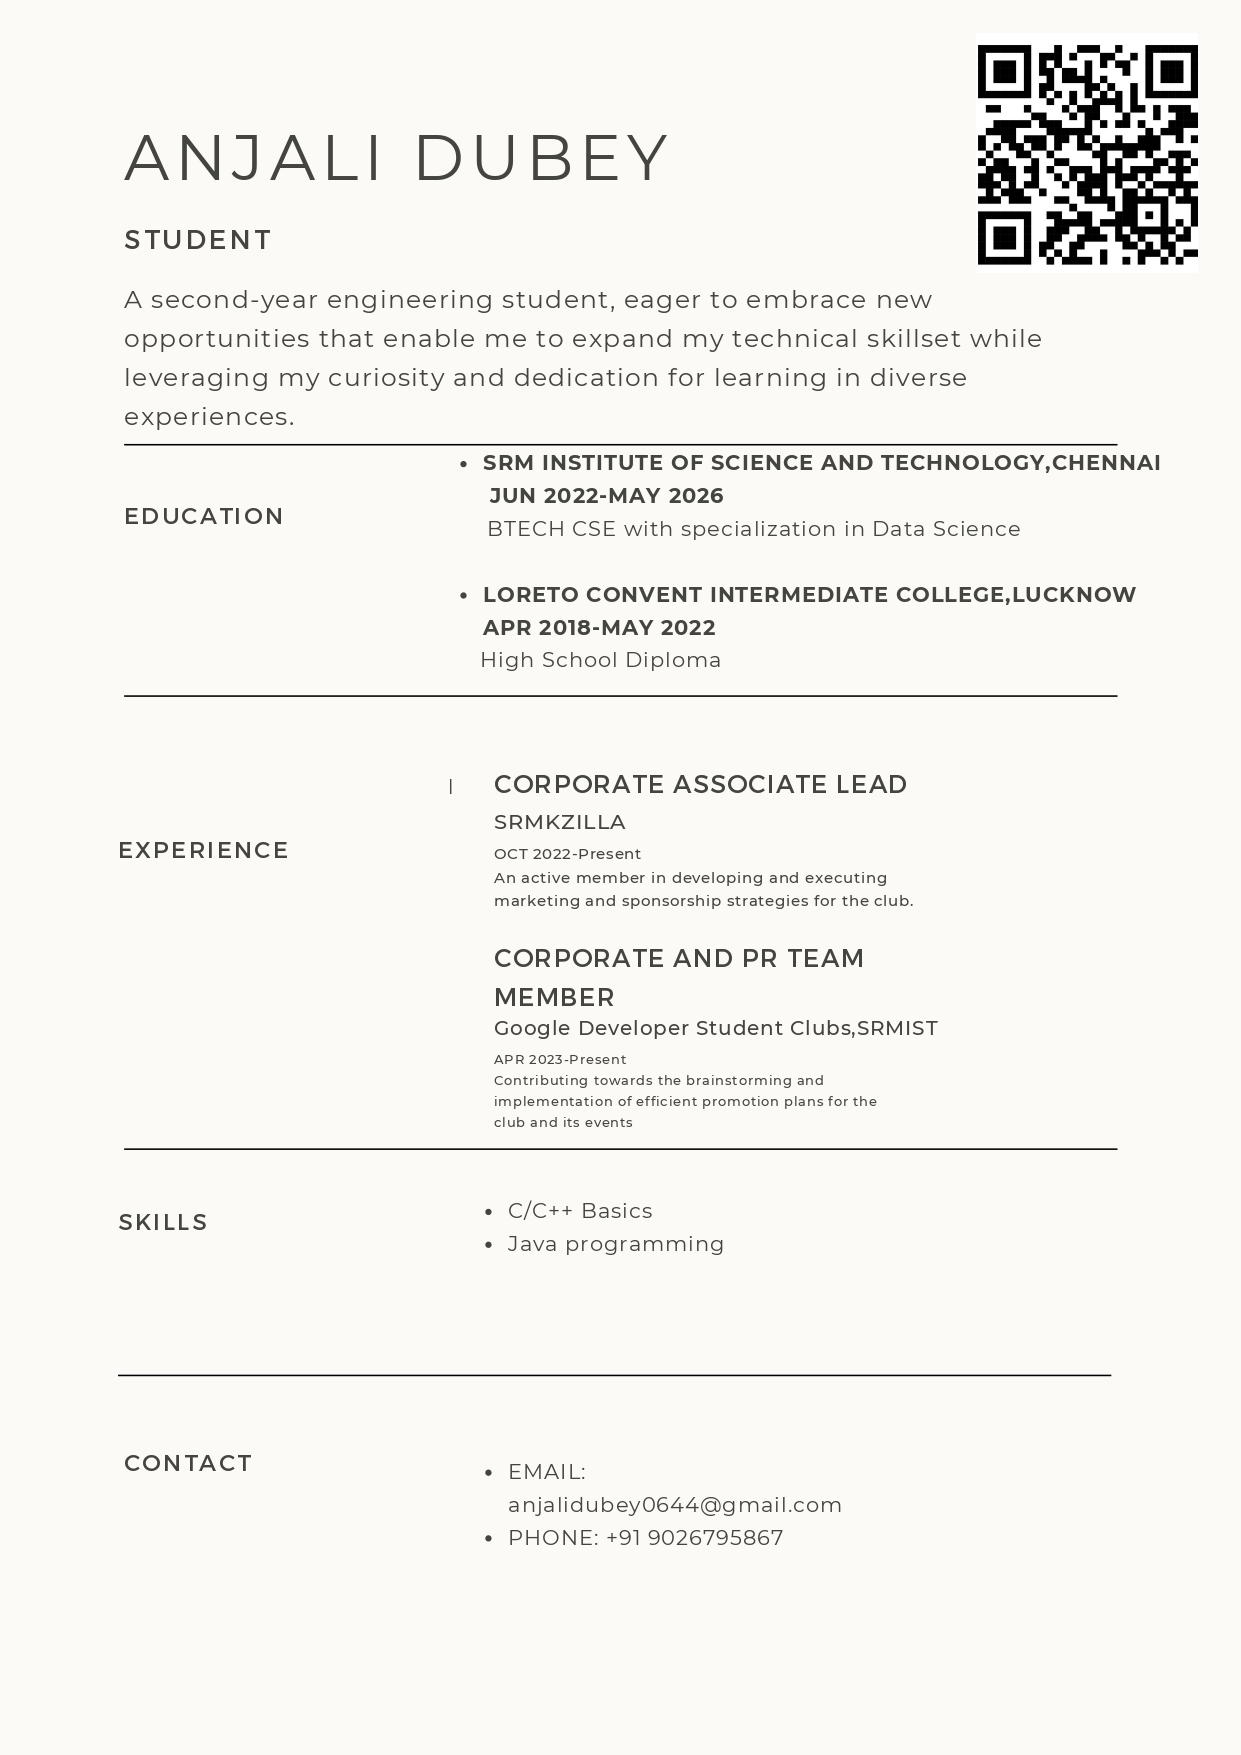 ANJALI DUBEY
STUDENT
A second-year engineering student, eager to embrace new
opportunities that enable me to expand my technical skillset while
leveraging my curiosity and dedication for learning in diverse
experiences.
EDUCATION
• SRM INSTITUTE OF SCIENCE AND TECHNOLOGY,CHENNAI
JUN 2022-MAY 2026
BTECH CSE with specialization in Data Science
• LORETO CONVENT INTERMEDIATE COLLEGE,LUCKNOW
APR 2018-MAY 2022
High School Diploma
EXPERIENCE
| CORPORATE ASSOCIATE LEAD
SRMKZILLA
OCT 2022-Present
An active member in developing and executing
marketing and sponsorship strategies for the club.
CORPORATE AND PR TEAM
MEMBER
Google Developer Student Clubs,SRMIST
APR 2023-Present
Contributing towards the brainstorming and
implementation of efficient promotion plans for the
club and its events
SKILLS
• C/C++ Basics
• Java programming
CONTACT
• EMAIL:
anjalidubey0644@gmail.com
• PHONE: +91 9026795867